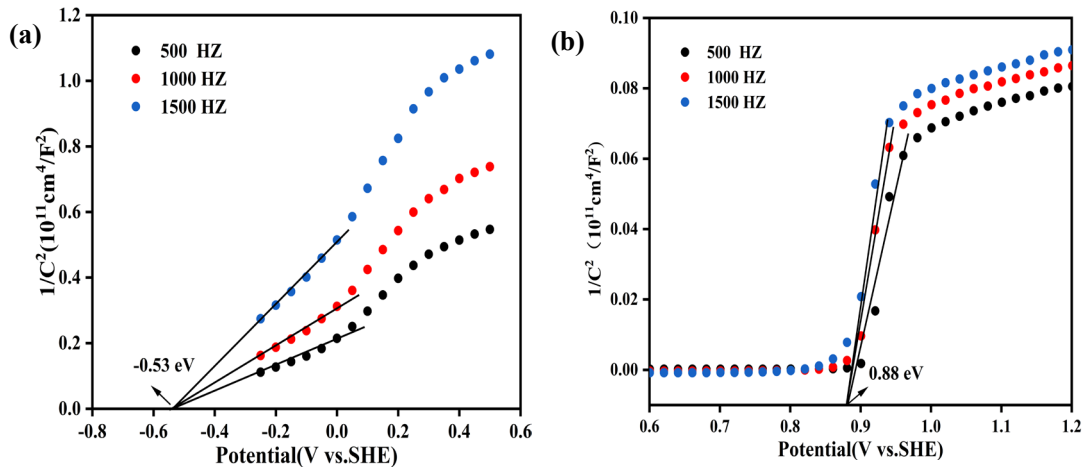 (a)
500 HZ
1000 HZ
1500 HZ
1/C²(10¹¹cm⁴/F²)
1.2
1.0
0.8
0.6
0.4
0.2
0.0
-0.53 eV
-0.8 -0.6 -0.4 -0.2 0.0 0.2 0.4 0.6
Potential(V vs.SHE)
(b)
500 HZ
1000 HZ
1500 HZ
1/C²（10¹¹cm⁴/F²)
0.10
0.08
0.06
0.04
0.02
0.00
0.88 eV
0.6 0.7 0.8 0.9 1.0 1.1 1.2
Potential(V vs.SHE)